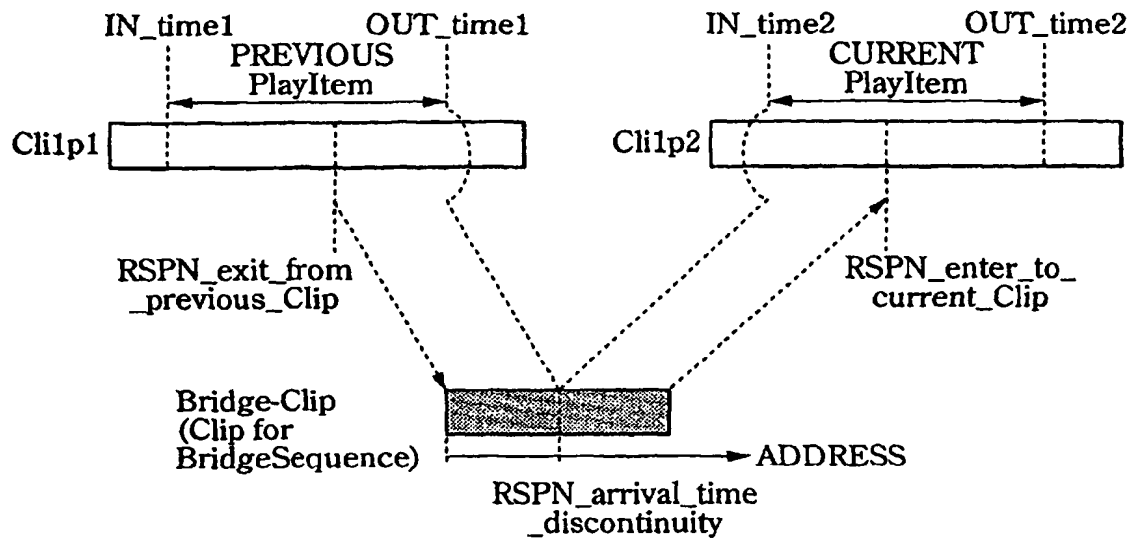 IN_time1
OUT_time1
IN_time2
OUT_time2
PREVIOUS
PlayItem
CURRENT
PlayItem
Cli1p1
Cli1p2
RSPN_exit_from
_previous_Clip
RSPN_enter_to_
current_Clip
Bridge-Clip
(Clip for
BridgeSequence)
ADDRESS
RSPN_arrival_time
_discontinuity